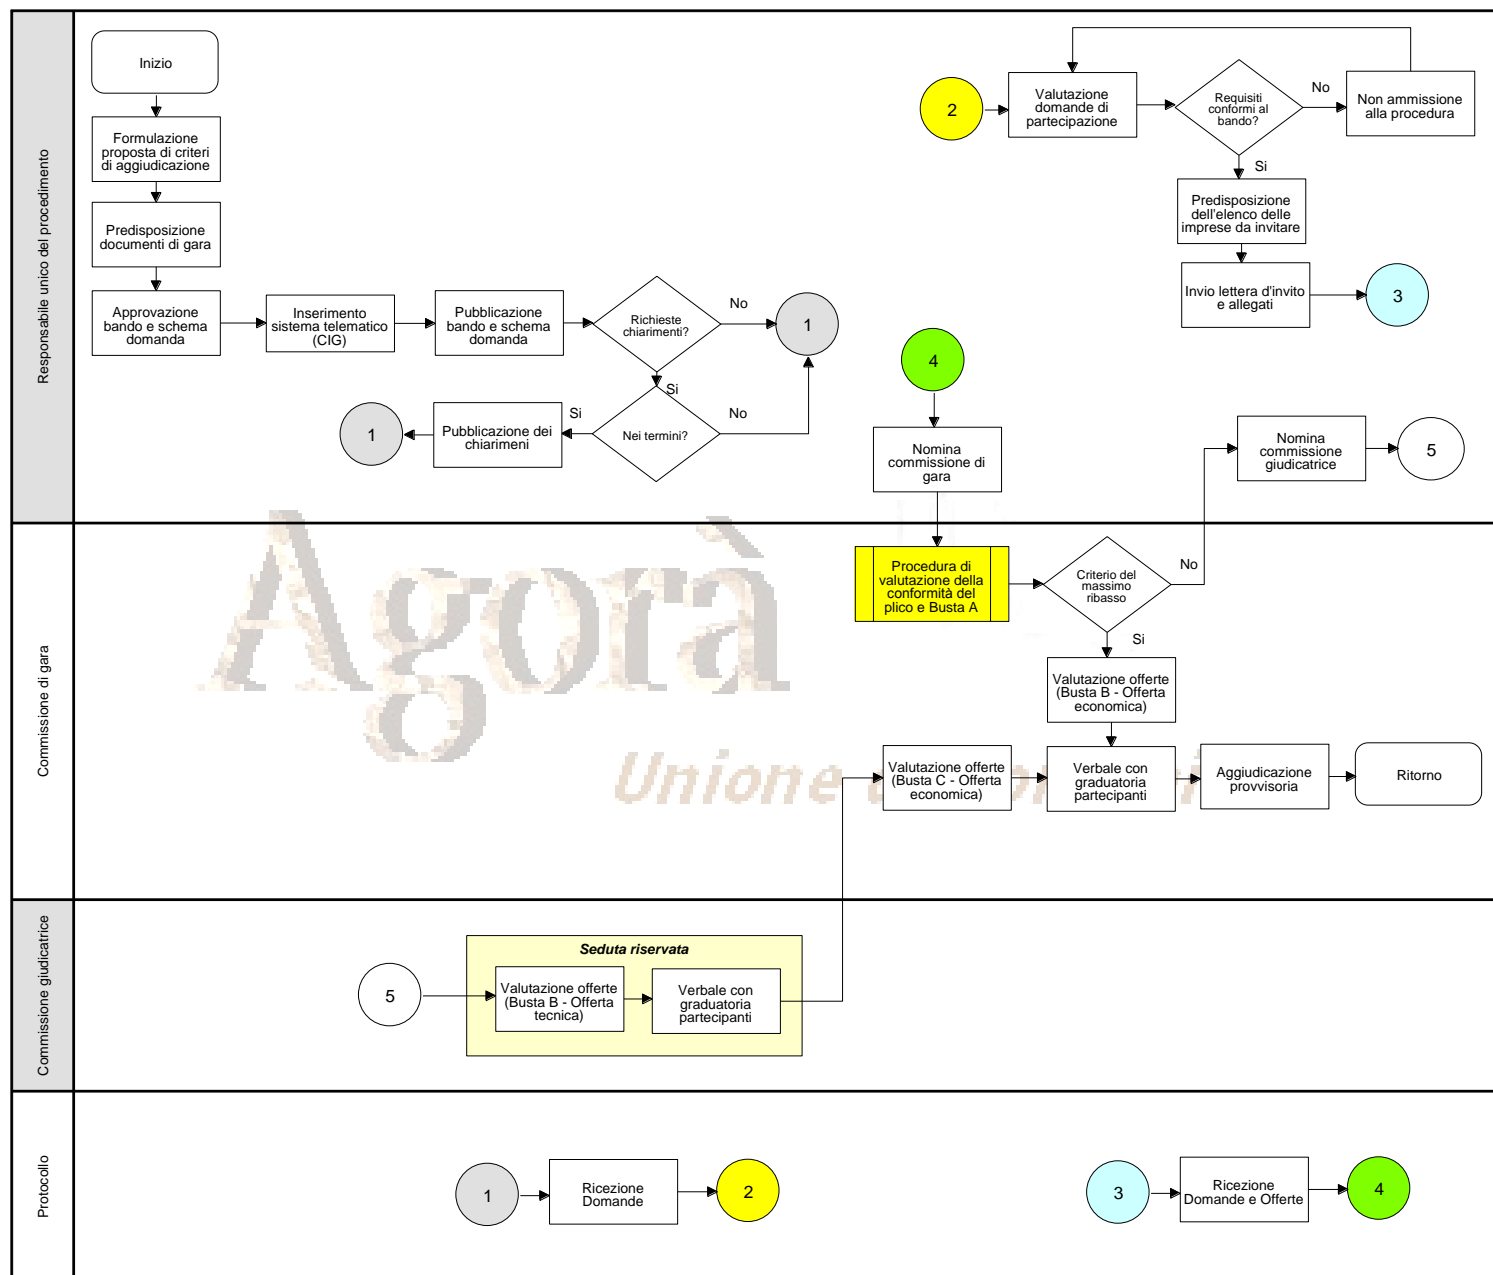 Responsabile unico del procedimento
Inizio
Formulazione
proposta di criteri
di aggiudicazione
Predisposizione
documenti di gara
Approvazione
bando e schema
domanda
Inserimento
sistema telematico
(CIG)
Pubblicazione
bando e schema
domanda
Richieste
chiarimenti?
No
1
Si
Nei termini?
No
Si
Pubblicazione dei
chiarimeni
1
2
Valutazione
domande di
partecipazione
Requisiti
conformi al
bando?
No
Non ammissione
alla procedura
Si
Predisposizione
dell'elenco delle
imprese da invitare
Invio lettera d'invito
e allegati
3
4
Nomina
commissione di
gara
Nomina
commissione
giudicatrice
5
Commissione di gara
Procedura di
valutazione della
conformità del
plico e Busta A
Criterio del
massimo
ribasso
No
Si
Valutazione offerte
(Busta B - Offerta
economica)
Valutazione offerte
(Busta C - Offerta
economica)
Verbale con
graduatoria
partecipanti
Aggiudicazione
provvisoria
Ritorno
Agorà
Unione
Commissione giudicatrice
5
Seduta riservata
Valutazione offerte
(Busta B - Offerta
tecnica)
Verbale con
graduatoria
partecipanti
Protocollo
1
Ricezione
Domande
2
3
Ricezione
Domande e Offerte
4